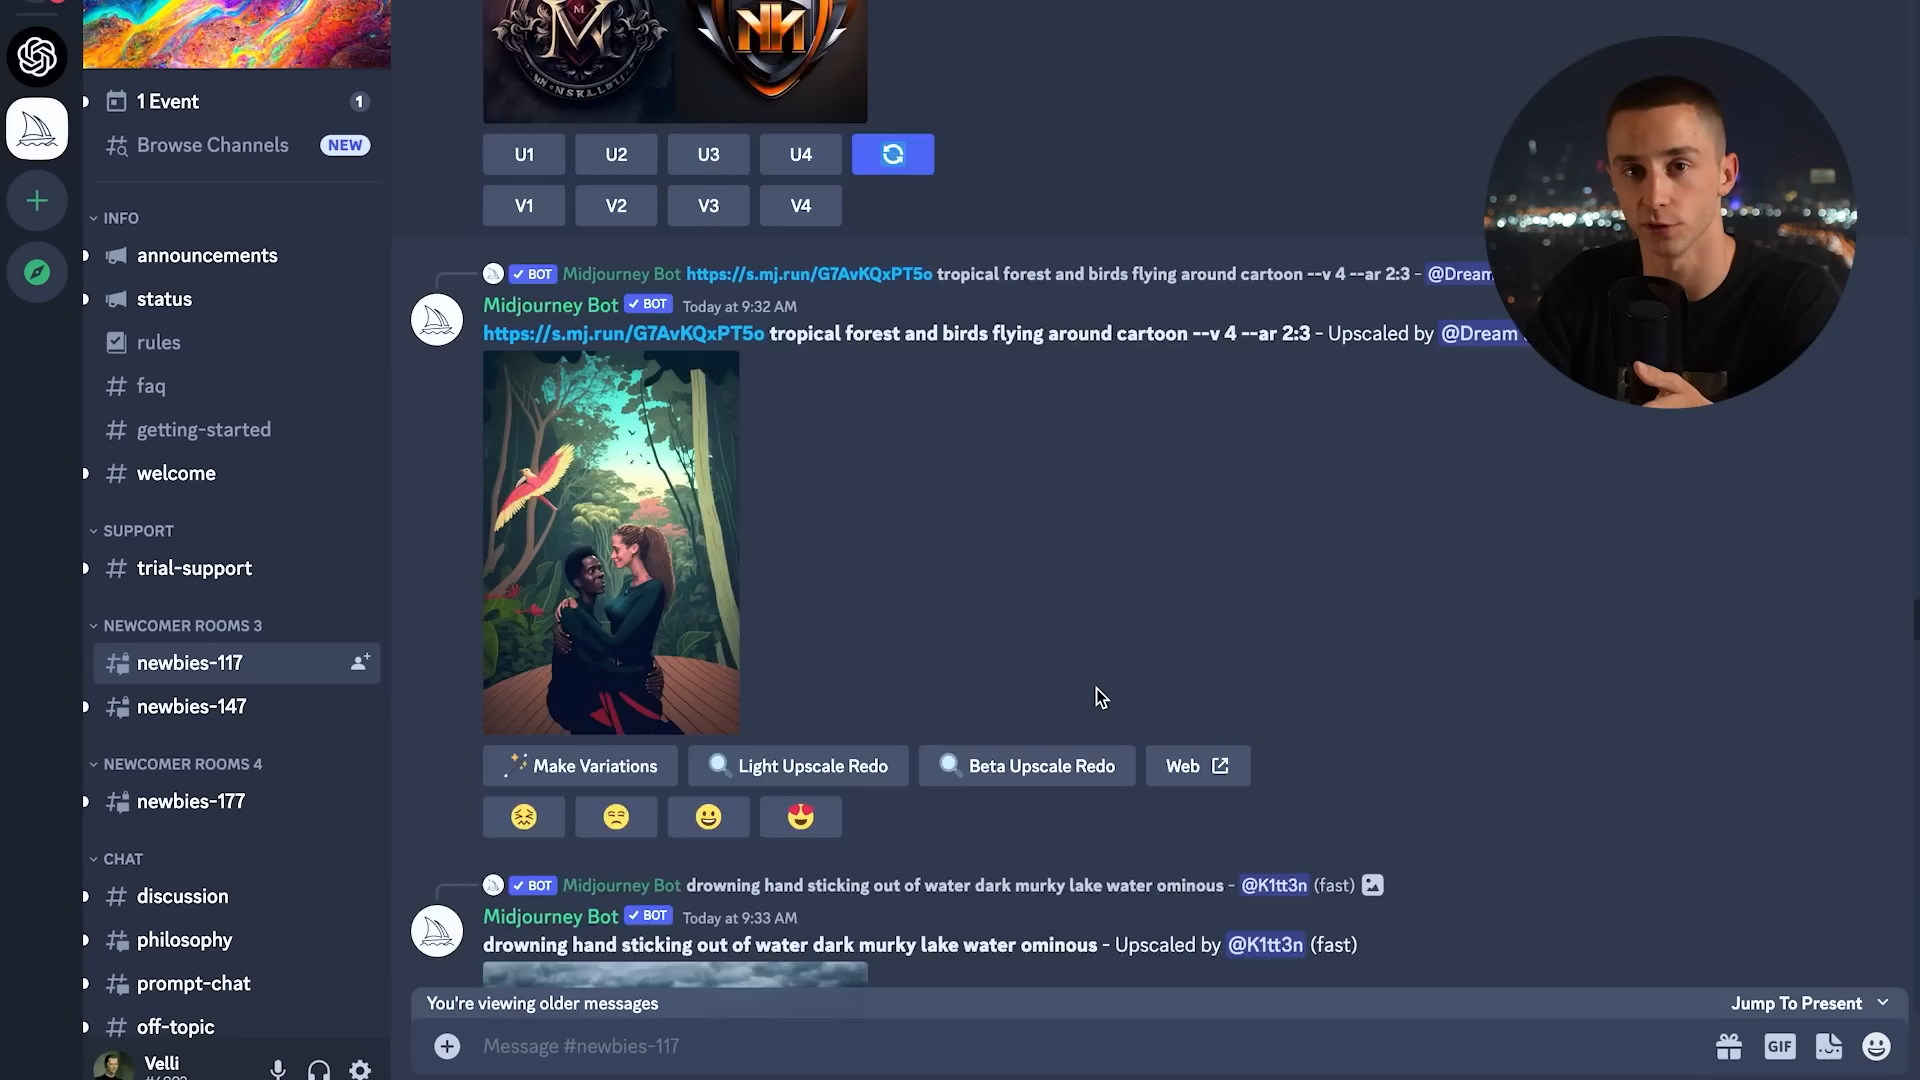 1 Event
1
Browse Channels
NEW
INFO
announcements
status
rules
faq
getting-started
welcome
SUPPORT
trial-support
NEWCOMER ROOMS 3
newbies-117
newbies-147
NEWCOMER ROOMS 4
newbies-177
CHAT
discussion
philosophy
prompt-chat
off-topic
Velli
M
U1 U2 U3 U4
V1 V2 V3 V4
BOT Midjourney Bot https://s.mj.run/G7AvKQxPT5o tropical forest and birds flying around cartoon --v 4 --ar 2:3 - @Dream
Midjourney Bot BOT Today at 9:32 AM
https://s.mj.run/G7AvKQxPT5o tropical forest and birds flying around cartoon --v 4 --ar 2:3 - Upscaled by @Dream
Make Variations Light Upscale Redo Beta Upscale Redo Web
BOT Midjourney Bot drowning hand sticking out of water dark murky lake water ominous - @K1tt3n (fast)
Midjourney Bot BOT Today at 9:33 AM
drowning hand sticking out of water dark murky lake water ominous - Upscaled by @K1tt3n (fast)
You're viewing older messages
Jump To Present
Message #newbies-117
GIF